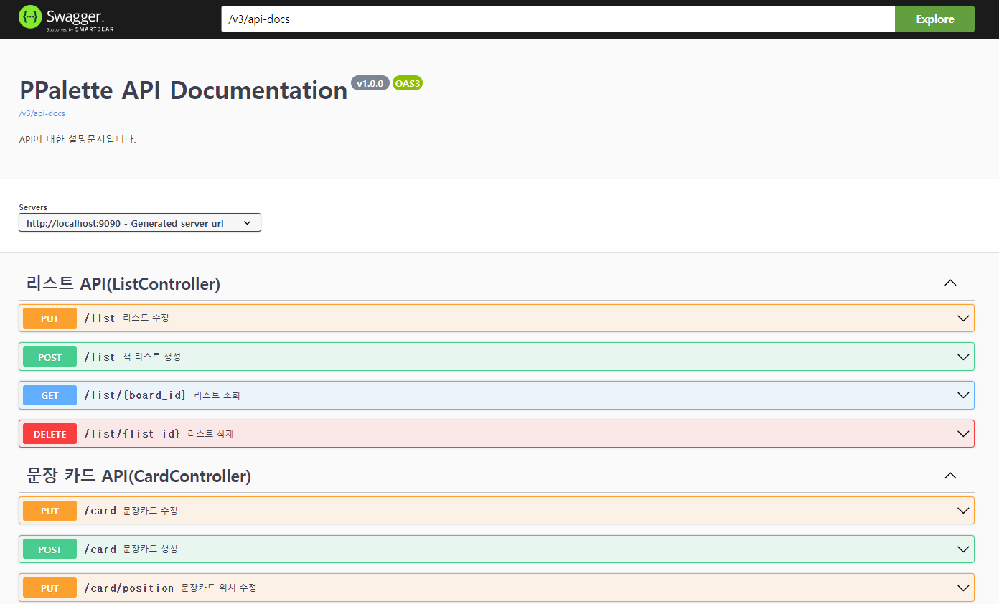 Swagger.
Supported by SMARTBEAR
/v3/api-docs
Explore
PPalette API Documentation v1.0.0 OAS3
/v3/api-docs
API에 대한 설명문서입니다.
Servers
http://localhost:9090 - Generated server url
리스트 API(ListController)
PUT /list 리스트 수정
POST /list 책 리스트 생성
GET /list/{board_id} 리스트 조회
DELETE /list/{list_id} 리스트 삭제
문장 카드 API(CardController)
PUT /card 문장카드 수정
POST /card 문장카드 생성
PUT /card/position 문장카드 위치 수정